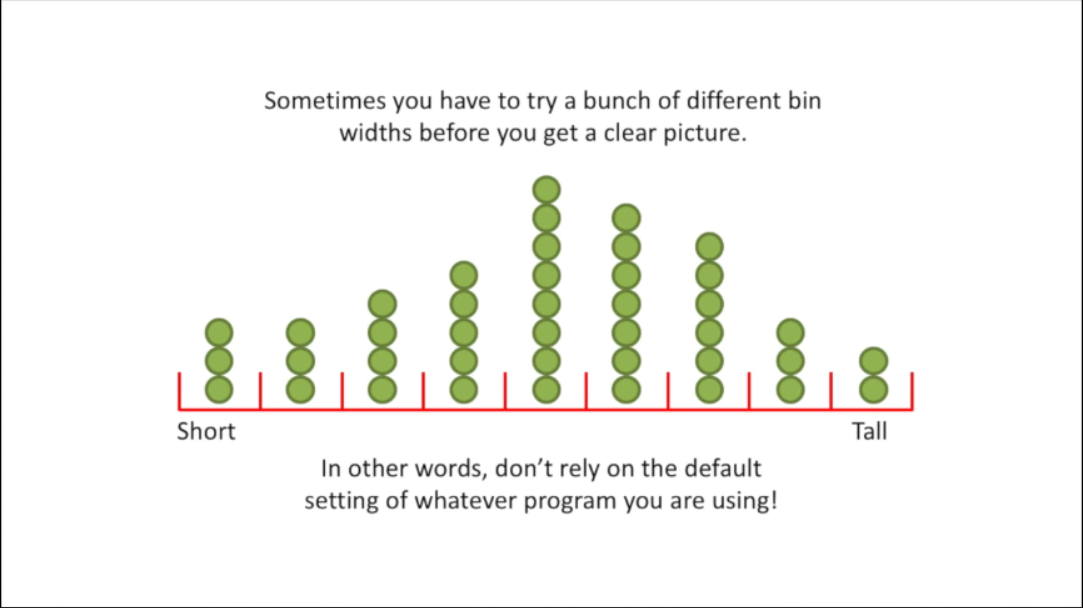 Sometimes you have to try a bunch of different bin
widths before you get a clear picture.
Short
Tall
In other words, don’t rely on the default
setting of whatever program you are using!